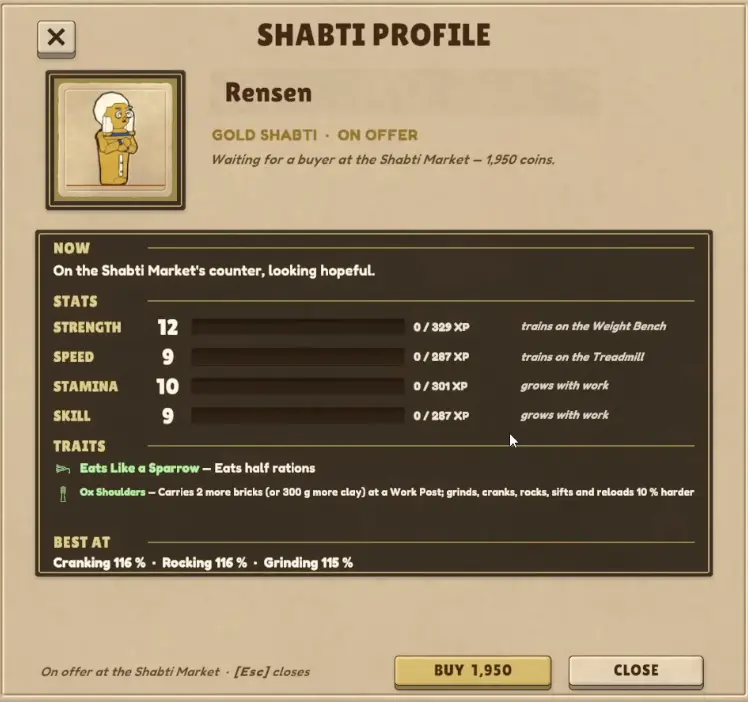 SHABTI PROFILE
Rensen
GOLD SHABTI · ON OFFER
Waiting for a buyer at the Shabti Market – 1,950 coins.
NOW
On the Shabti Market's counter, looking hopeful.
STATS
STRENGTH 12 0 / 329 XP trains on the Weight Bench
SPEED 9 0 / 287 XP trains on the Treadmill
STAMINA 10 0 / 301 XP grows with work
SKILL 9 0 / 287 XP grows with work
TRAITS
Eats Like a Sparrow – Eats half rations
Ox Shoulders – Carries 2 more bricks (or 300 g more clay) at a Work Post; grinds, cranks, rocks, sifts and reloads 10 % harder
BEST AT
Cranking 116 % · Rocking 116 % · Grinding 115 %
On offer at the Shabti Market · [Esc] closes
BUY 1,950
CLOSE